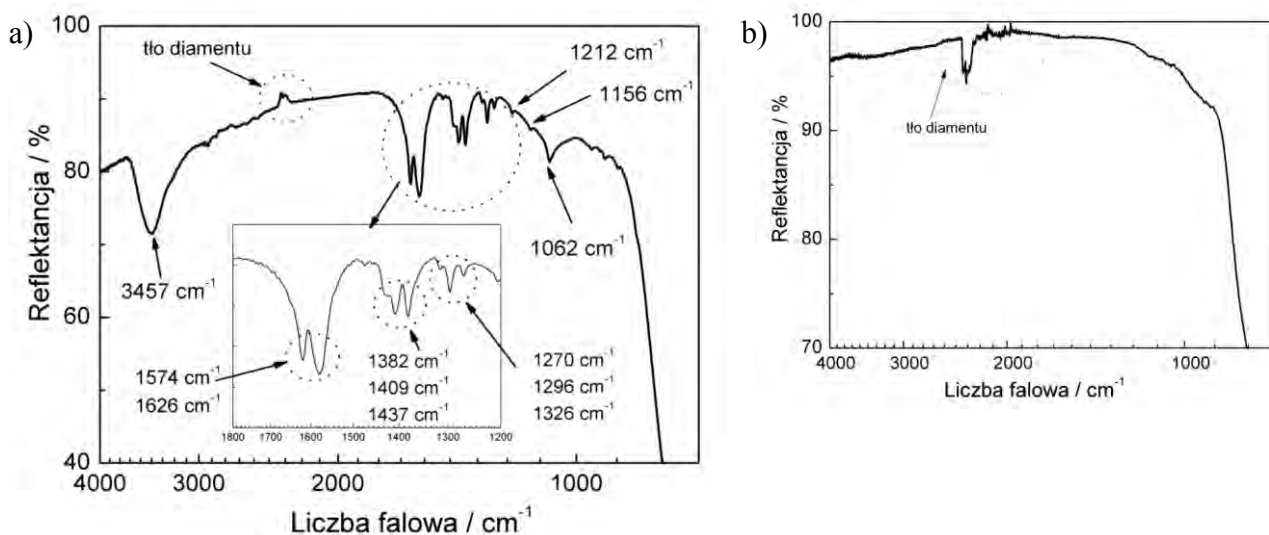 a)
100
80
60
40
Reflektancja / %
tło diamentu
1212 cm⁻¹
1156 cm⁻¹
1062 cm⁻¹
3457 cm⁻¹
1574 cm⁻¹
1626 cm⁻¹
1382 cm⁻¹
1409 cm⁻¹
1437 cm⁻¹
1270 cm⁻¹
1296 cm⁻¹
1326 cm⁻¹
1800 1700 1600 1500 1400 1300 1200
4000 3000 2000 1000
Liczba falowa / cm⁻¹
b)
100
90
80
70
Reflektancja / %
tło diamentu
4000 3000 2000 1000
Liczba falowa / cm⁻¹